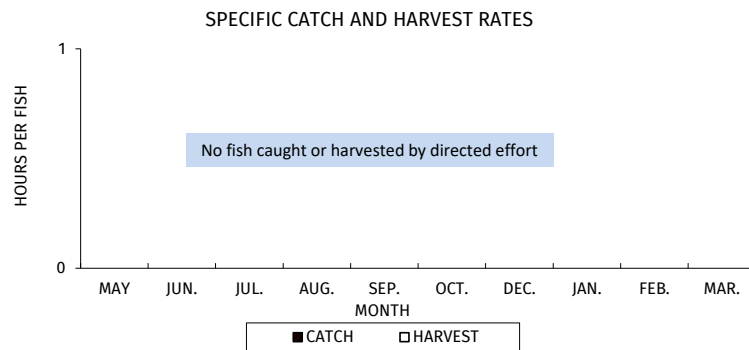 SPECIFIC CATCH AND HARVEST RATES
1
HOURS PER FISH
No fish caught or harvested by directed effort
0
MAY JUN. JUL. AUG. SEP. OCT. DEC. JAN. FEB. MAR.
MONTH
CATCH HARVEST